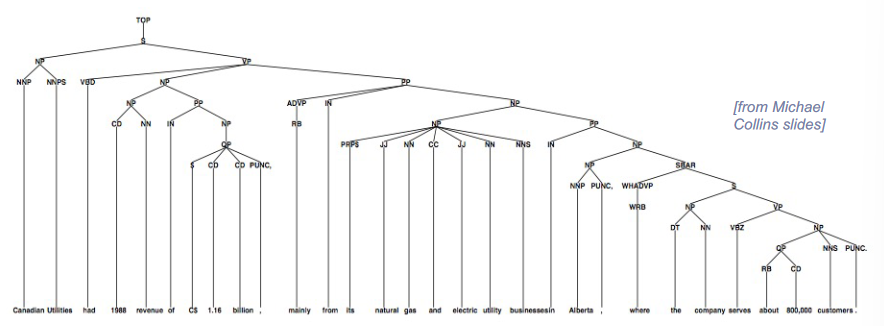 TOP
S
NP VP
NNP NNPS VBD NP PP
NP PP ADVP IN NP
CD NN IN NP RB NP PP
QP PRP$ JJ NN CC JJ NN NNS IN NP
$ CD CD PUNC, NP SBAR
NNP PUNC, WHADVP S
WRB NP VP
DT NN VBZ NP
QP NNS PUNC.
RB CD
[from Michael
Collins slides]
Canadian Utilities had 1988 revenue of C$ 1.16 billion , mainly from its natural gas and electric utility businesses in Alberta , where the company serves about 800,000 customers .